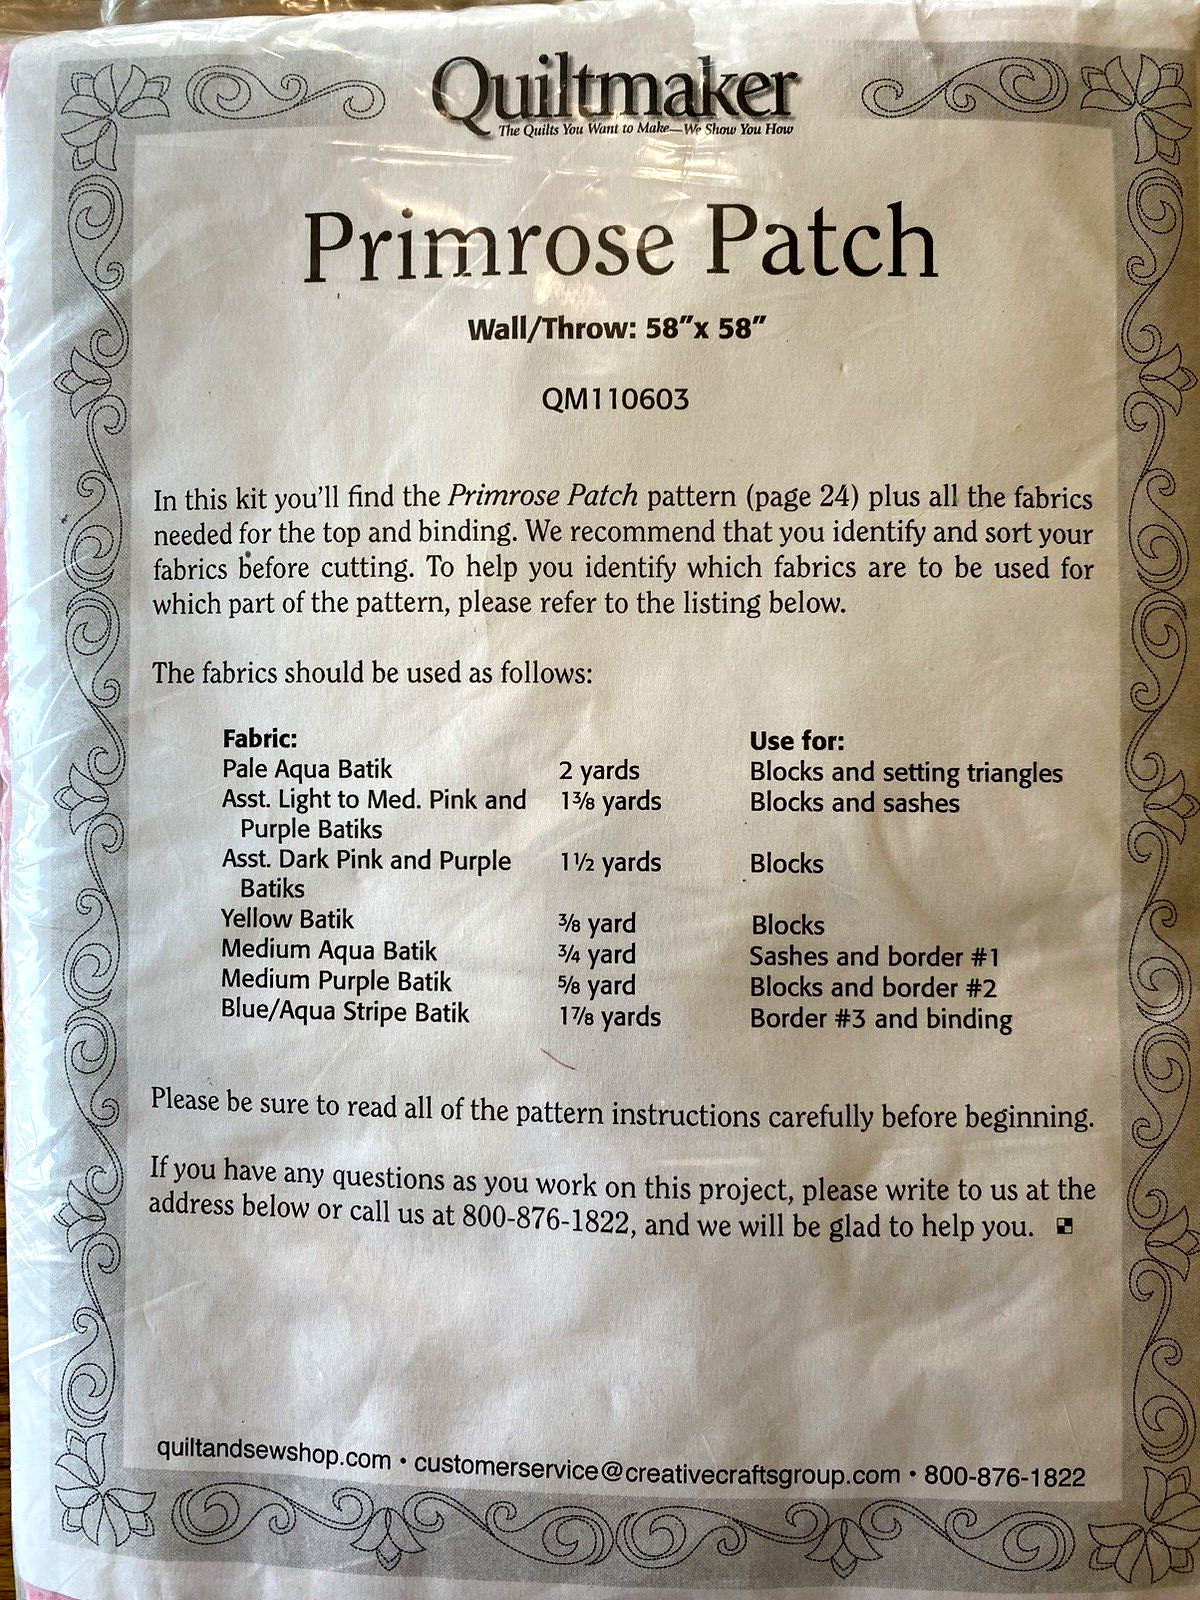 Quiltmaker
The Quilts You Want to Make—We Show You How
Primrose Patch
Wall/Throw: 58"x 58"
QM110603
In this kit you'll find the Primrose Patch pattern (page 24) plus all the fabrics
needed for the top and binding. We recommend that you identify and sort your
fabrics before cutting. To help you identify which fabrics are to be used for
which part of the pattern, please refer to the listing below.
The fabrics should be used as follows:
Fabric: Use for:
Pale Aqua Batik 2 yards Blocks and setting triangles
Asst. Light to Med. Pink and 1⅜ yards Blocks and sashes
Purple Batiks
Asst. Dark Pink and Purple 1½ yards Blocks
Batiks
Yellow Batik ⅜ yard Blocks
Medium Aqua Batik ¾ yard Sashes and border #1
Medium Purple Batik ⅝ yard Blocks and border #2
Blue/Aqua Stripe Batik 1⅞ yards Border #3 and binding
Please be sure to read all of the pattern instructions carefully before beginning.
If you have any questions as you work on this project, please write to us at the
address below or call us at 800-876-1822, and we will be glad to help you.
quiltandsewshop.com • customerservice@creativecraftsgroup.com • 800-876-1822